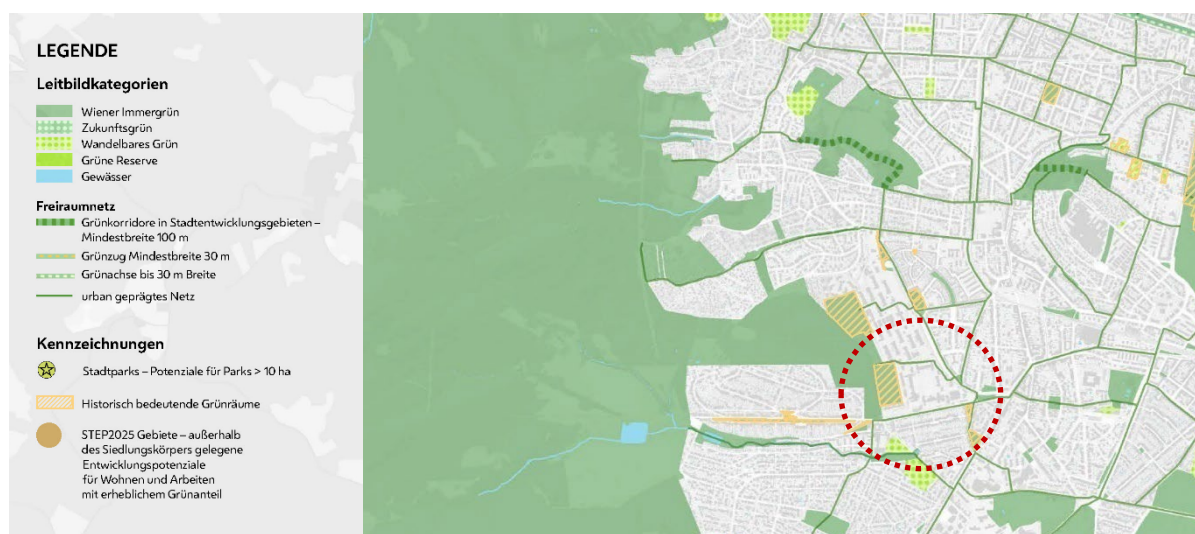 LEGENDE
Leitbildkategorien
Wiener Immergrün
Zukunftsgrün
Wandelbares Grün
Grüne Reserve
Gewässer
Freiraumnetz
Grünkorridore in Stadtentwicklungsgebieten –
Mindestbreite 100 m
Grünzug Mindestbreite 30 m
Grünachse bis 30 m Breite
urban geprägtes Netz
Kennzeichnungen
Stadtparks – Potenziale für Parks > 10 ha
Historisch bedeutende Grünräume
STEP2025 Gebiete – außerhalb
des Siedlungskörpers gelegene
Entwicklungspotenziale
für Wohnen und Arbeiten
mit erheblichem Grünanteil